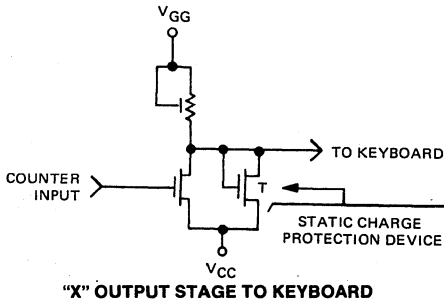 VGG
TO KEYBOARD
COUNTER
INPUT
T
STATIC CHARGE
PROTECTION DEVICE
VCC
“X” OUTPUT STAGE TO KEYBOARD